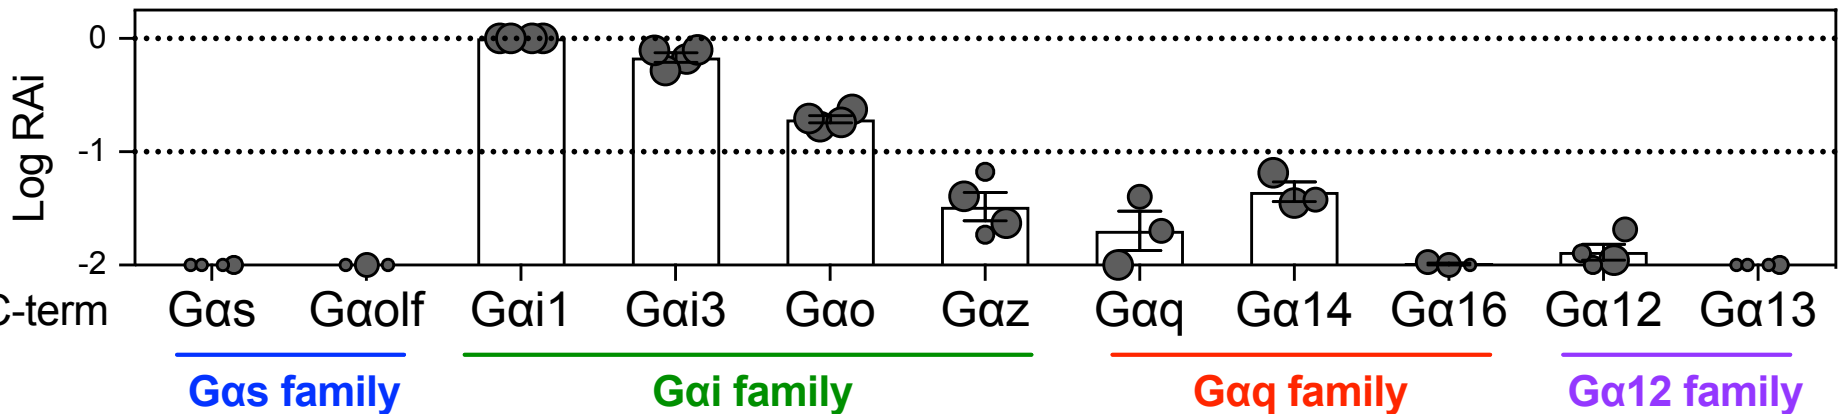 Log RAi
0
-1
-2
C-term Gαs Gαolf Gαi1 Gαi3 Gαo Gαz Gαq Gα14 Gα16 Gα12 Gα13
Gαs family Gαi family Gαq family Gα12 family